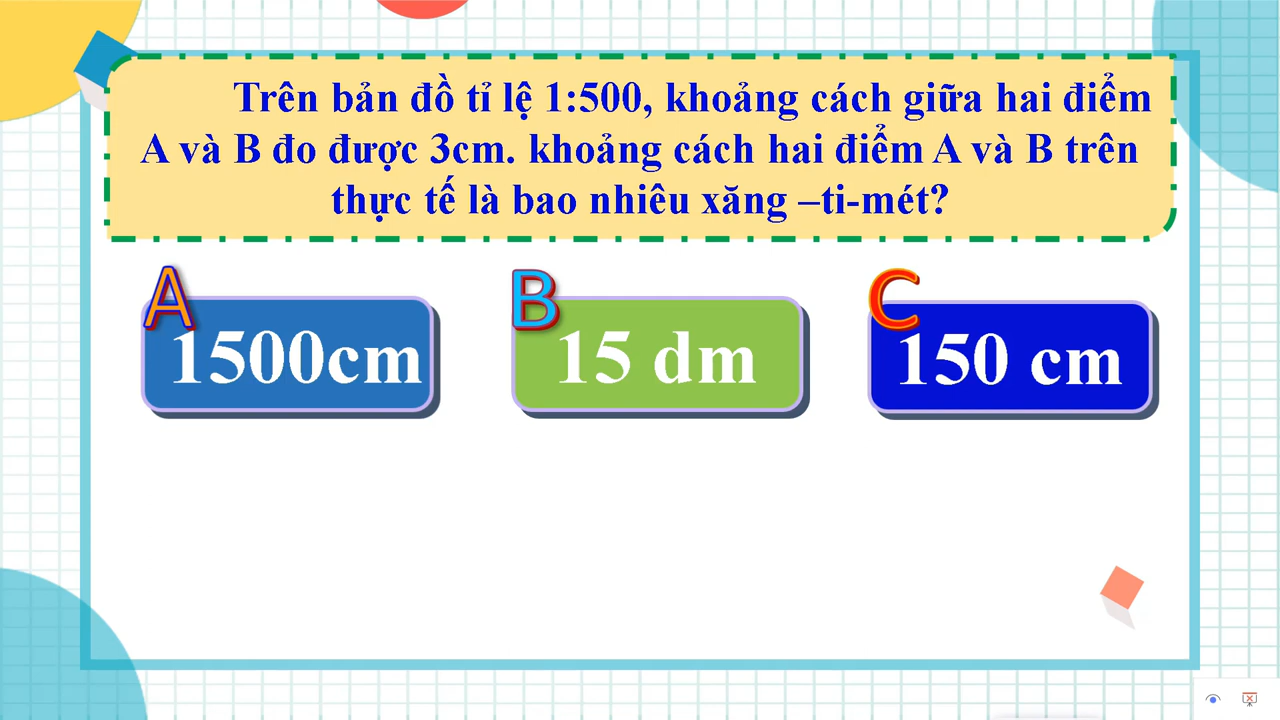 Trên bản đồ tỉ lệ 1:500, khoảng cách giữa hai điểm
A và B đo được 3cm. khoảng cách hai điểm A và B trên
thực tế là bao nhiêu xăng –ti-mét?
A
1500cm
B
15 dm
C
150 cm